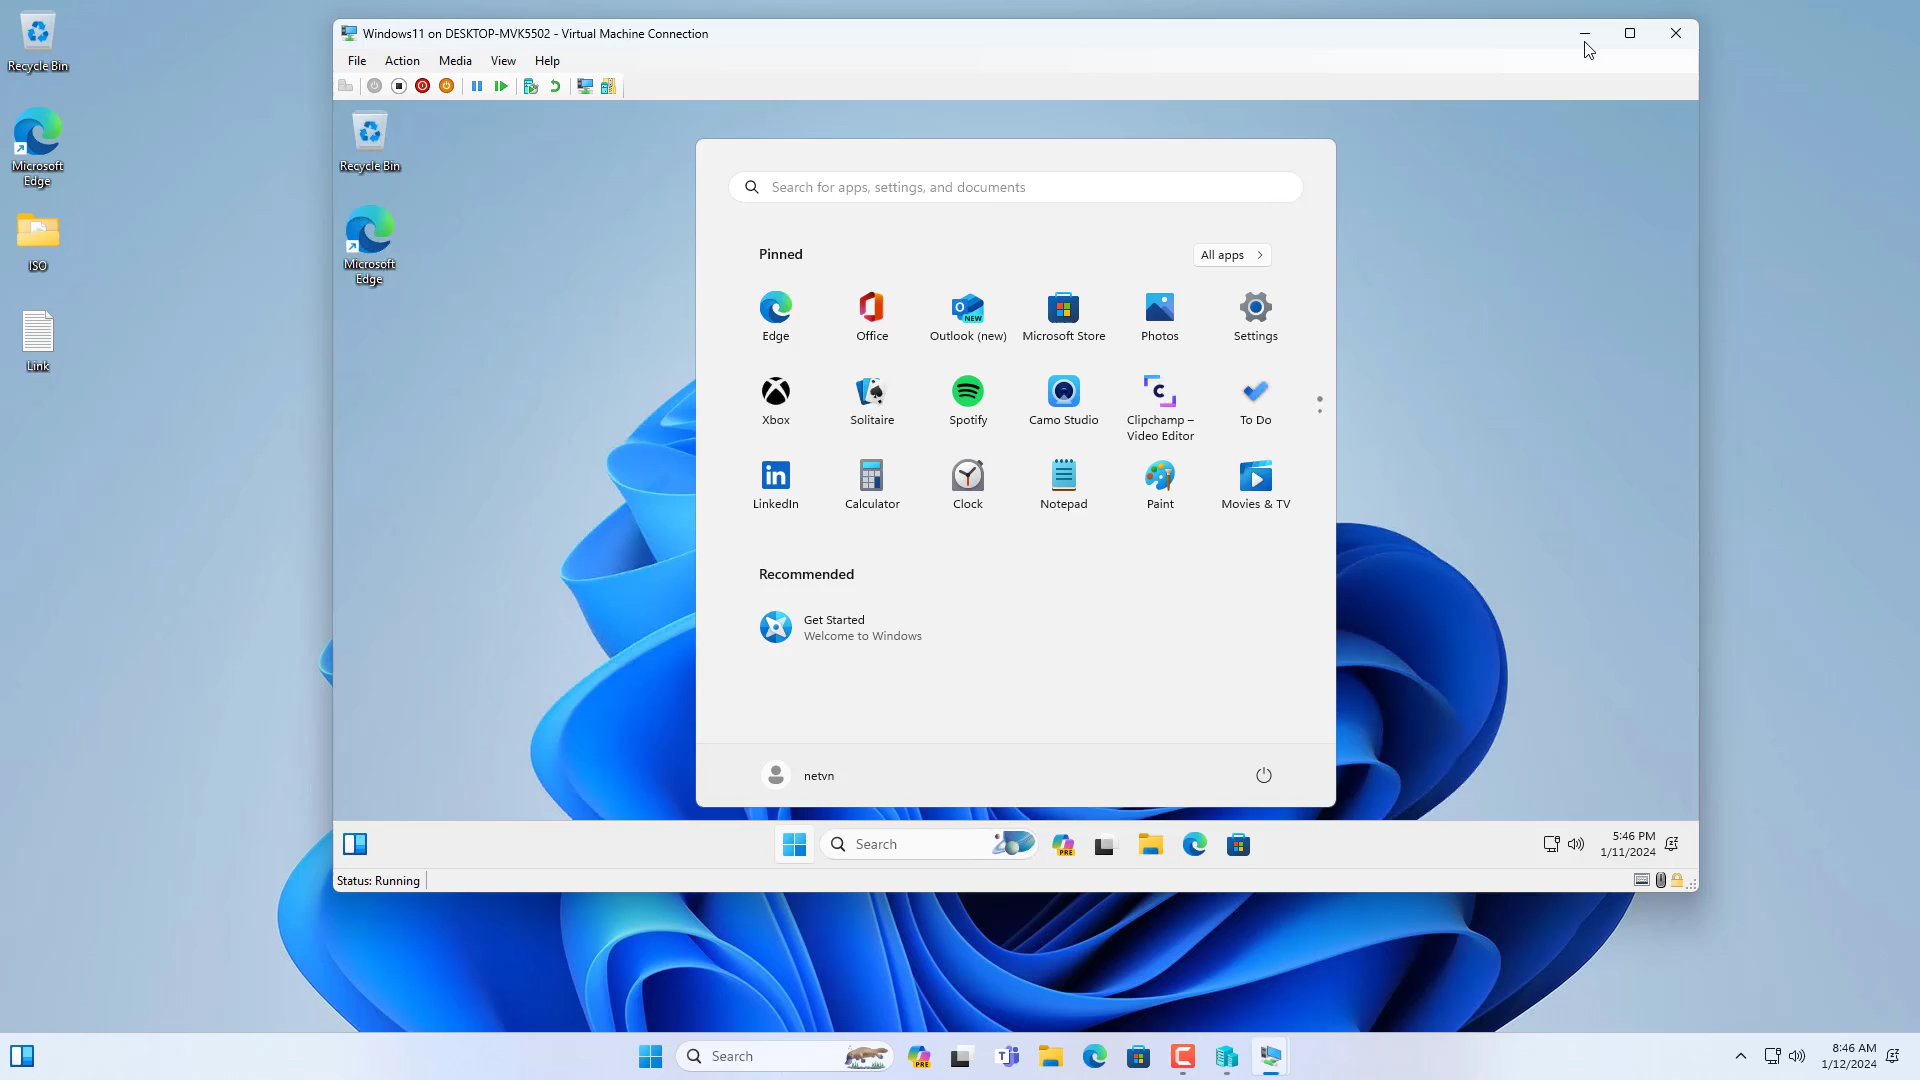 Recycle Bin
Microsoft
Edge
ISO
Link
Windows11 on DESKTOP-MVK5502 - Virtual Machine Connection
File Action Media View Help
Recycle Bin
Microsoft
Edge
Search for apps, settings, and documents
Pinned
All apps
Edge Office Outlook (new) Microsoft Store Photos Settings
NEW
Xbox Solitaire Spotify Camo Studio Clipchamp –
Video Editor To Do
LinkedIn Calculator Clock Notepad Paint Movies & TV
Recommended
Get Started
Welcome to Windows
netvn
Search
PRE
5:46 PM
1/11/2024
Status: Running
Search
PRE
8:46 AM
1/12/2024